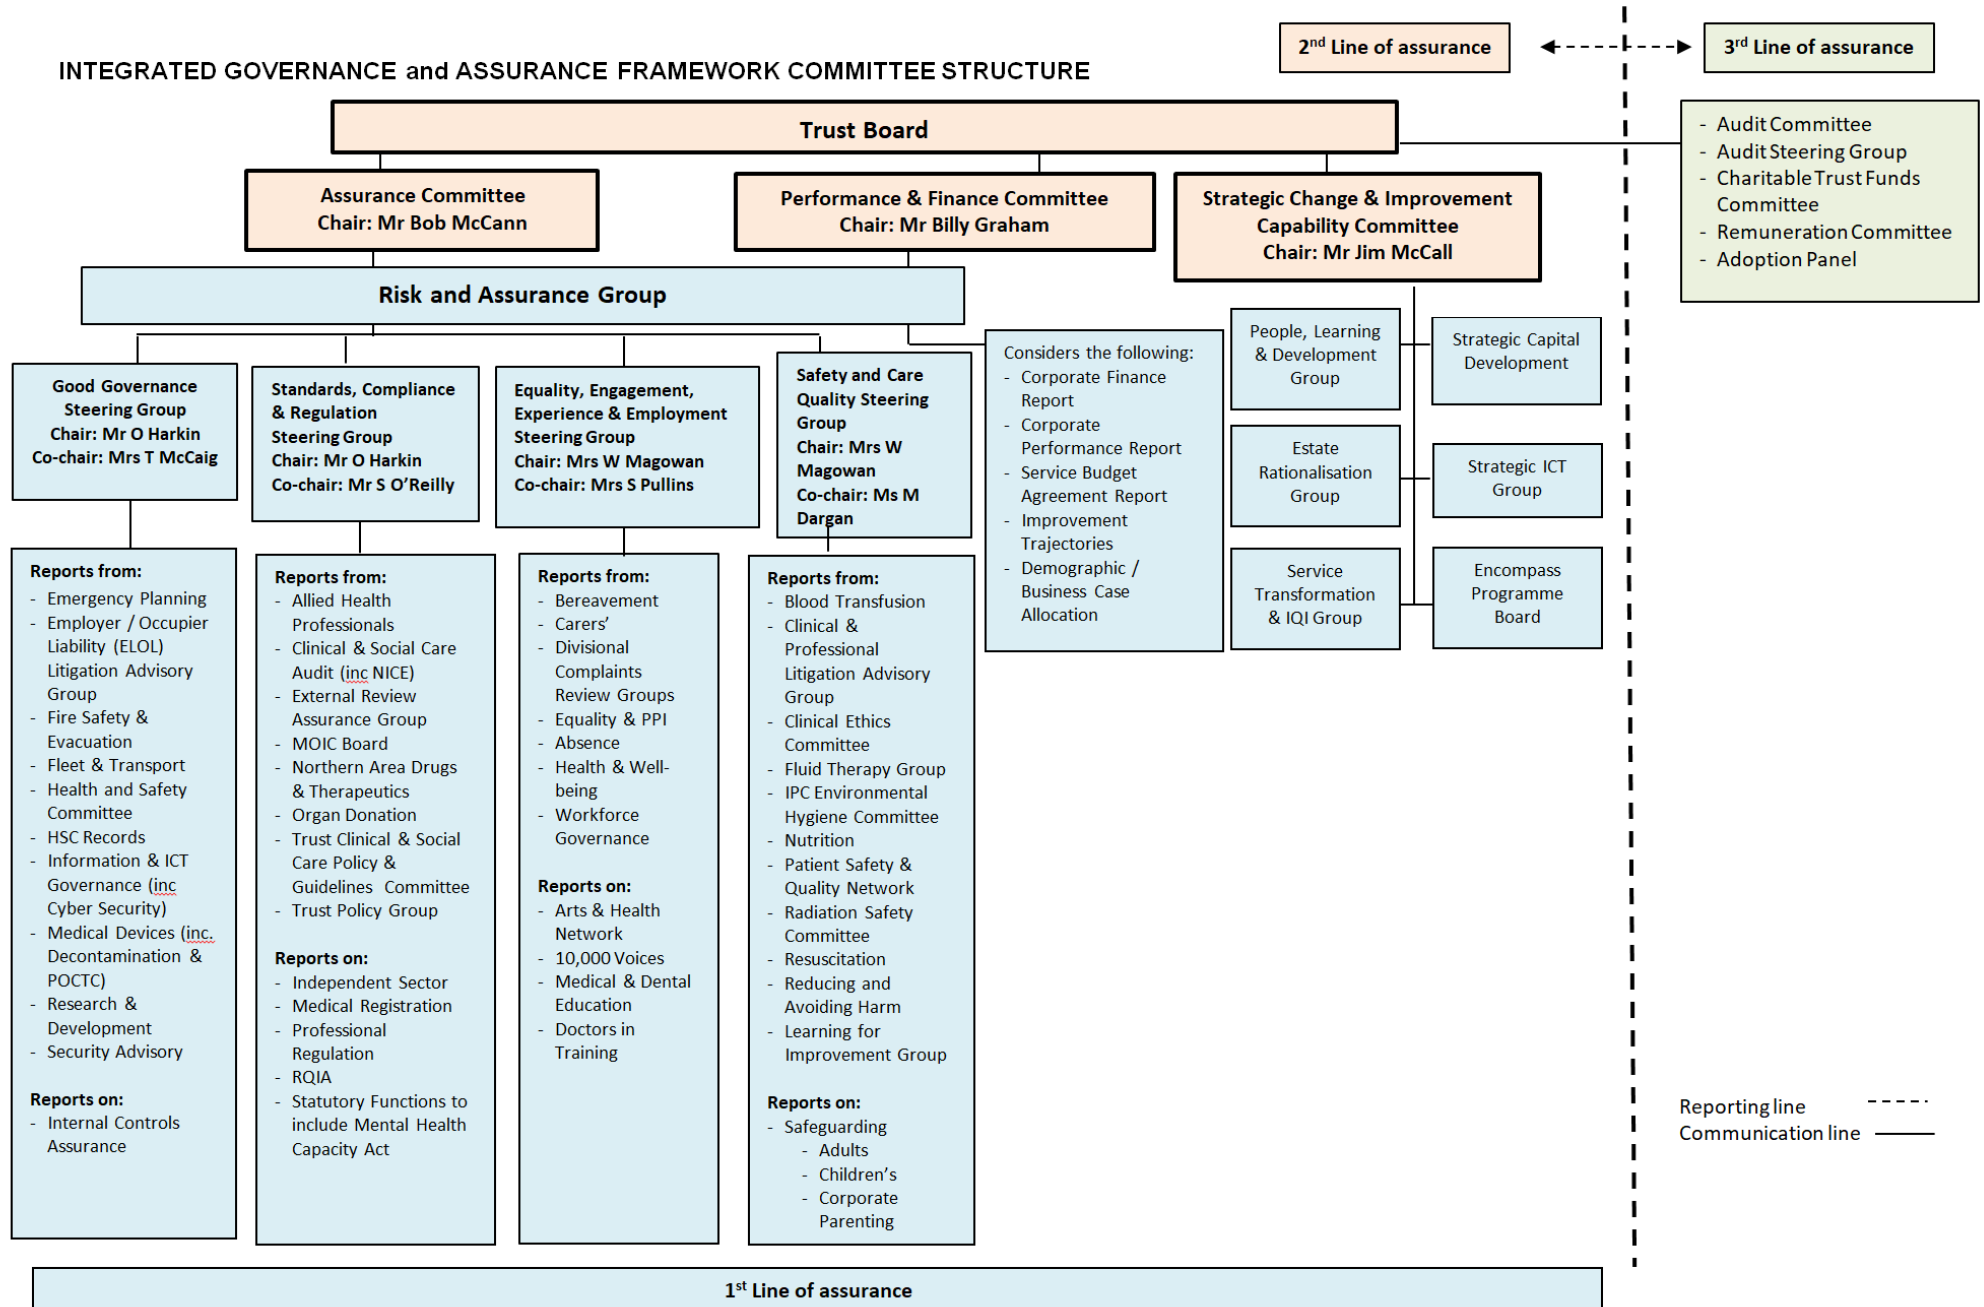 2nd Line of assurance
3rd Line of assurance
INTEGRATED GOVERNANCE and ASSURANCE FRAMEWORK COMMITTEE STRUCTURE
Trust Board
- Audit Committee
- Audit Steering Group
- Charitable Trust Funds
Committee
- Remuneration Committee
- Adoption Panel
Assurance Committee
Chair: Mr Bob McCann
Performance & Finance Committee
Chair: Mr Billy Graham
Strategic Change & Improvement
Capability Committee
Chair: Mr Jim McCall
Risk and Assurance Group
Good Governance
Steering Group
Chair: Mr O Harkin
Co-chair: Mrs T McCaig
Standards, Compliance
& Regulation
Steering Group
Chair: Mr O Harkin
Co-chair: Mr S O’Reilly
Equality, Engagement,
Experience & Employment
Steering Group
Chair: Mrs W Magowan
Co-chair: Mrs S Pullins
Safety and Care
Quality Steering
Group
Chair: Mrs W
Magowan
Co-chair: Ms M
Dargan
Considers the following:
- Corporate Finance
Report
- Corporate
Performance Report
- Service Budget
Agreement Report
- Improvement
Trajectories
- Demographic /
Business Case
Allocation
People, Learning
& Development
Group
Strategic Capital
Development
Estate
Rationalisation
Group
Strategic ICT
Group
Service
Transformation
& IQI Group
Encompass
Programme
Board
Reports from:
- Emergency Planning
- Employer / Occupier
Liability (ELOL)
Litigation Advisory
Group
- Fire Safety &
Evacuation
- Fleet & Transport
- Health and Safety
Committee
- HSC Records
- Information & ICT
Governance (inc
Cyber Security)
- Medical Devices (inc.
Decontamination &
POCTC)
- Research &
Development
- Security Advisory
Reports on:
- Internal Controls
Assurance
Reports from:
- Allied Health
Professionals
- Clinical & Social Care
Audit (inc NICE)
- External Review
Assurance Group
- MOIC Board
- Northern Area Drugs
& Therapeutics
- Organ Donation
- Trust Clinical & Social
Care Policy &
Guidelines Committee
- Trust Policy Group
Reports on:
- Independent Sector
- Medical Registration
- Professional
Regulation
- RQIA
- Statutory Functions to
include Mental Health
Capacity Act
Reports from:
- Bereavement
- Carers’
- Divisional
Complaints
Review Groups
- Equality & PPI
- Absence
- Health & Well-
being
- Workforce
Governance
Reports on:
- Arts & Health
Network
- 10,000 Voices
- Medical & Dental
Education
- Doctors in
Training
Reports from:
- Blood Transfusion
- Clinical &
Professional
Litigation Advisory
Group
- Clinical Ethics
Committee
- Fluid Therapy Group
- IPC Environmental
Hygiene Committee
- Nutrition
- Patient Safety &
Quality Network
- Radiation Safety
Committee
- Resuscitation
- Reducing and
Avoiding Harm
- Learning for
Improvement Group
Reports on:
- Safeguarding
- Adults
- Children’s
- Corporate
Parenting
Reporting line
Communication line
1st Line of assurance